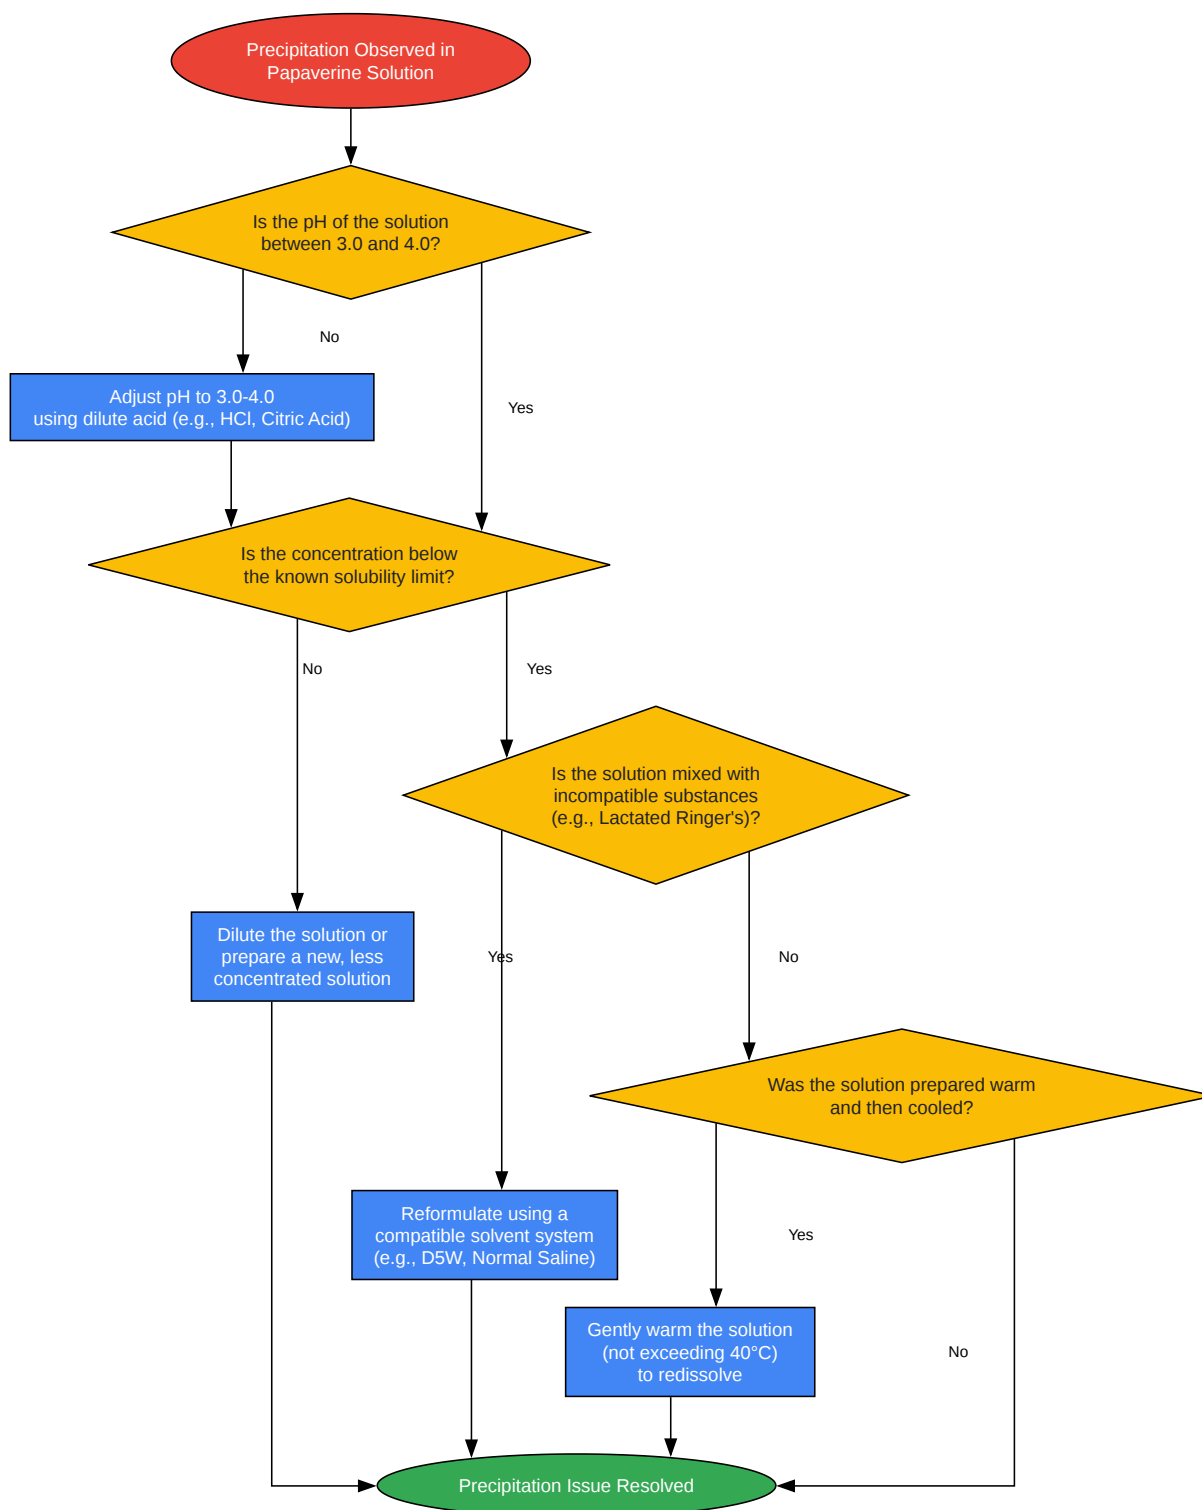 Precipitation Observed in
Papaverine Solution
Is the pH of the solution
between 3.0 and 4.0?
No
Adjust pH to 3.0-4.0
using dilute acid (e.g., HCl, Citric Acid)
Yes
Is the concentration below
the known solubility limit?
No
Yes
Is the solution mixed with
incompatible substances
(e.g., Lactated Ringer's)?
Dilute the solution or
prepare a new, less
concentrated solution
Yes
No
Was the solution prepared warm
and then cooled?
Reformulate using a
compatible solvent system
(e.g., D5W, Normal Saline)
Yes
Gently warm the solution
(not exceeding 40°C)
to redissolve
No
Precipitation Issue Resolved